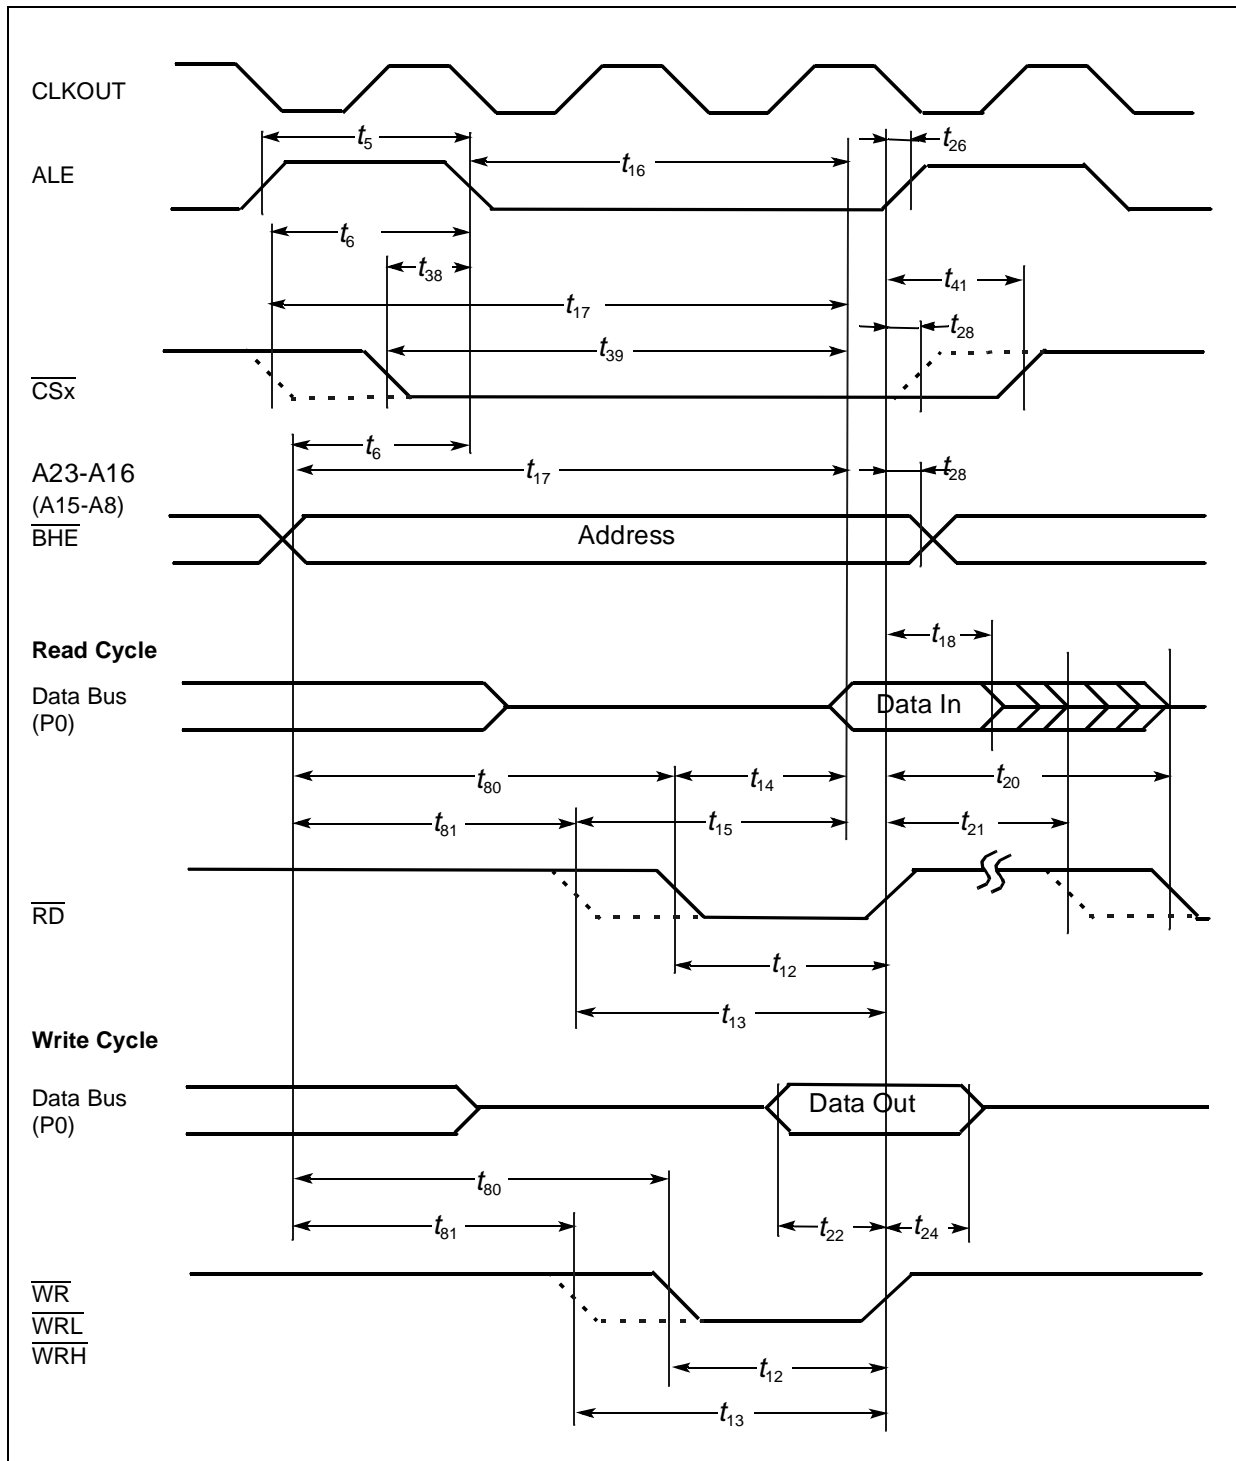 CLKOUT
t5
t26
ALE
t16
t6
t38
t41
t17
t28
t39
CSx
t6
A23-A16
t17
t28
(A15-A8)
BHE
Address
t18
Read Cycle
Data Bus
(P0)
Data In
t80
t14
t20
t81
t15
t21
RD
t12
t13
Write Cycle
Data Bus
(P0)
Data Out
t80
t81
t22
t24
WR
WRL
WRH
t12
t13